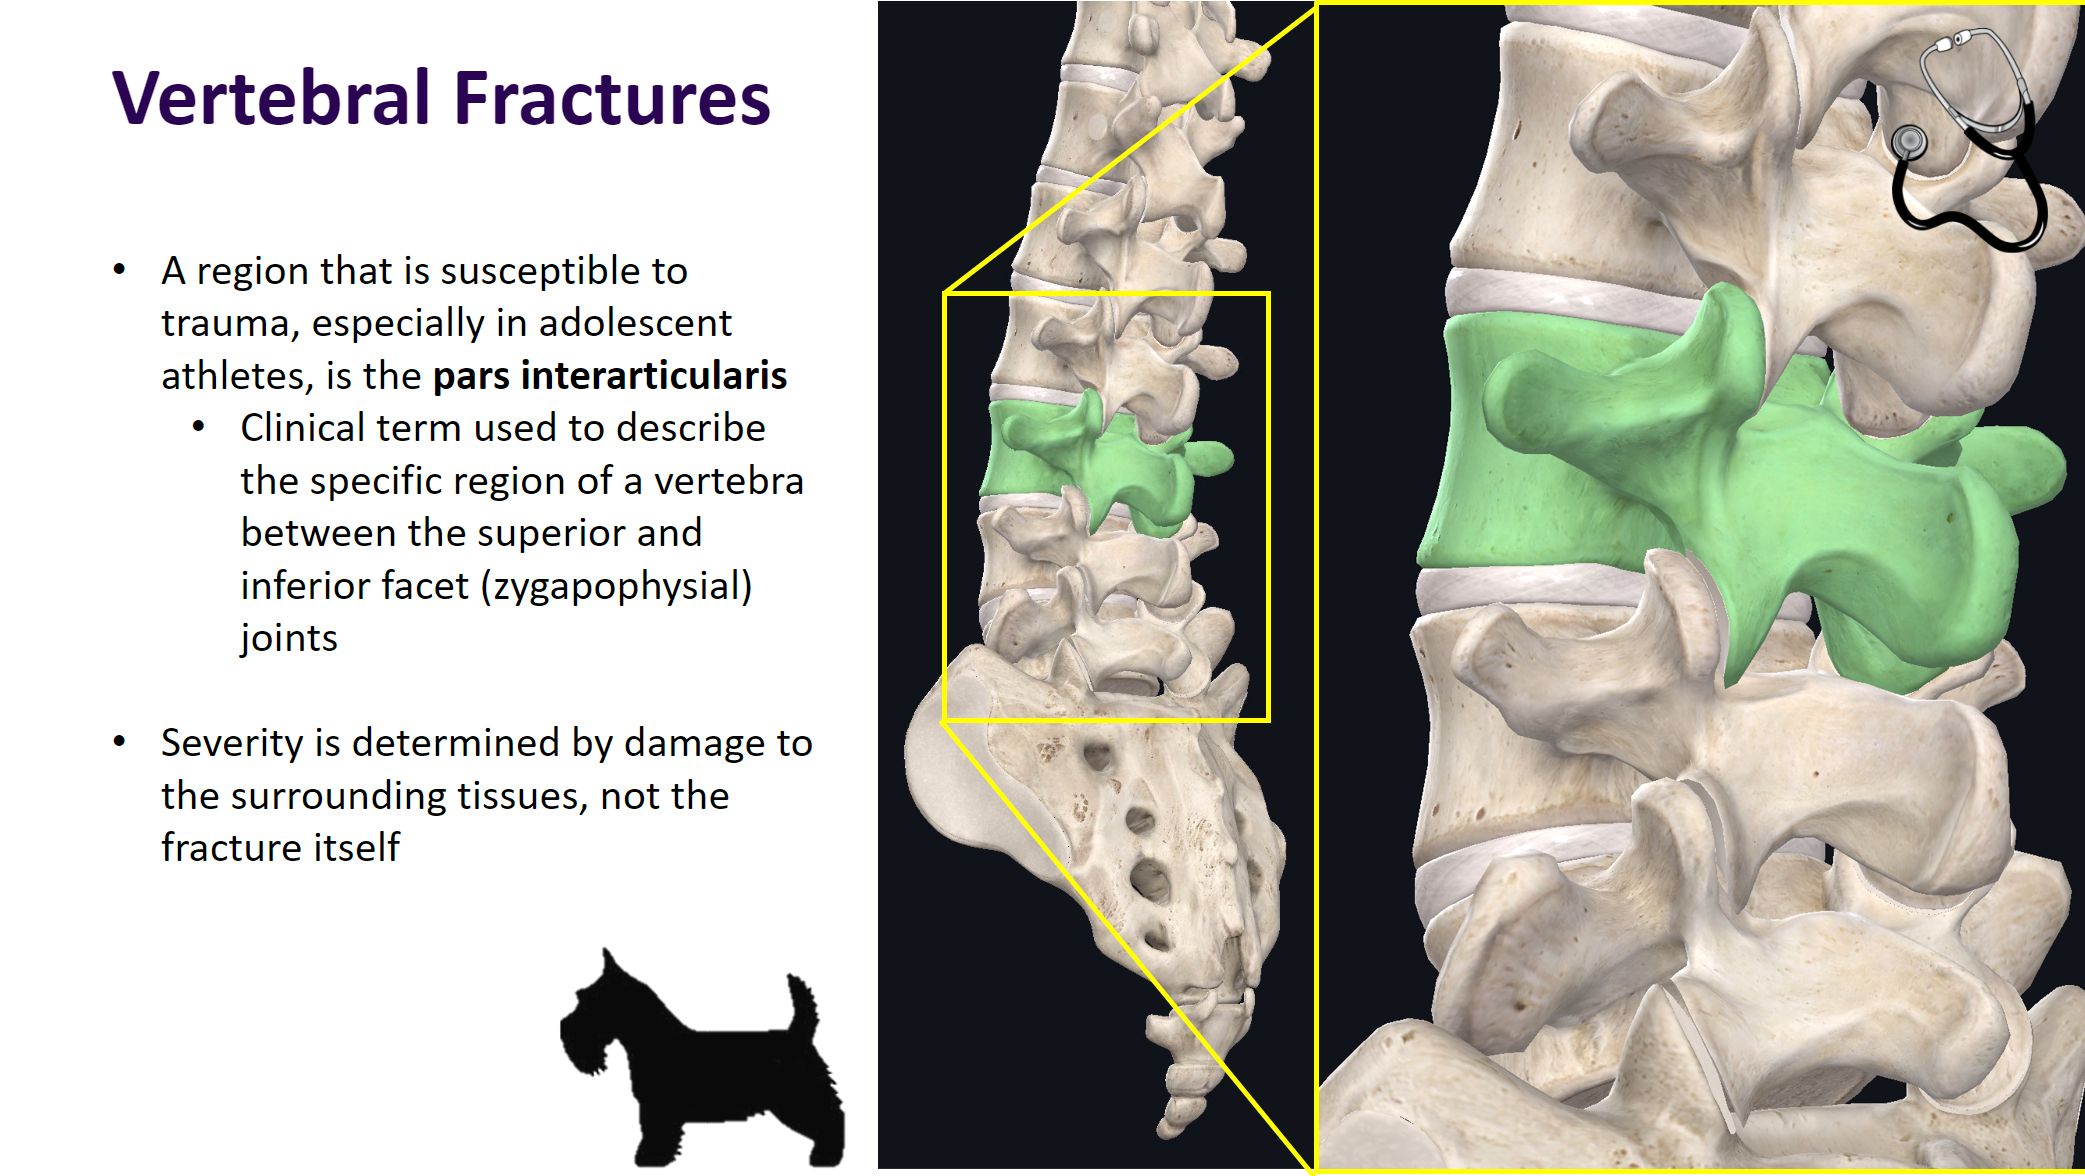 Vertebral Fractures
• A region that is susceptible to
trauma, especially in adolescent
athletes, is the pars interarticularis
• Clinical term used to describe
the specific region of a vertebra
between the superior and
inferior facet (zygapophysial)
joints
• Severity is determined by damage to
the surrounding tissues, not the
fracture itself